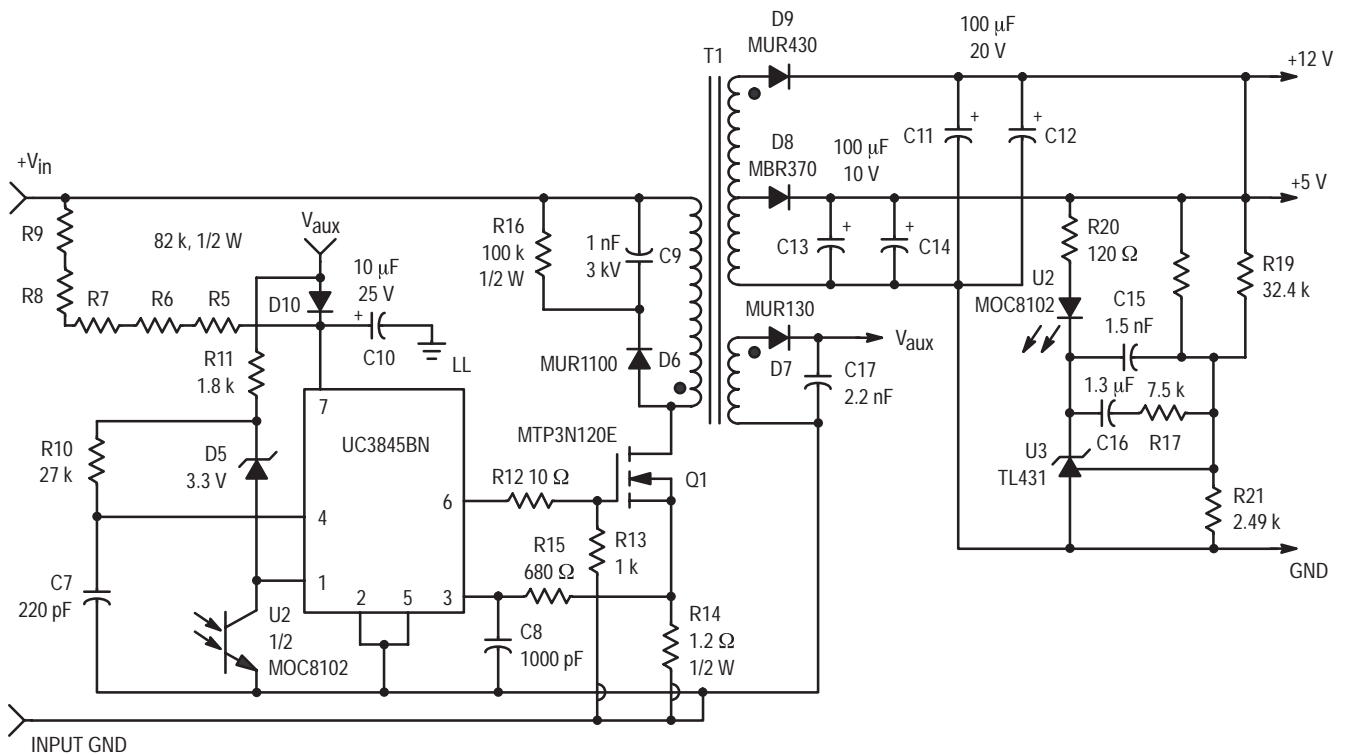 D9
MUR430
100 µF
20 V
T1
+12 V
C11
+
+
C12
+Vin
D8
MBR370
100 µF
10 V
+5 V
R9
82 k, 1/2 W
Vaux
R16
100 k
1/2 W
1 nF
3 kV
C9
C13
+
+
C14
R20
120 Ω
R19
32.4 k
R8
R7
R6
R5
D10
10 µF
25 V
+
C10
LL
U2
MOC8102
C15
1.5 nF
R11
1.8 k
MUR1100
D6
MUR130
D7
Vaux
C17
2.2 nF
1.3 µF
7.5 k
C16
R17
7
UC3845BN
MTP3N120E
Q1
R10
27 k
D5
3.3 V
R12 10 Ω
6
4
U3
TL431
R21
2.49 k
R15
680 Ω
R13
1 k
GND
C7
220 pF
1
2
5
3
U2
1/2
MOC8102
C8
1000 pF
R14
1.2 Ω
1/2 W
INPUT GND